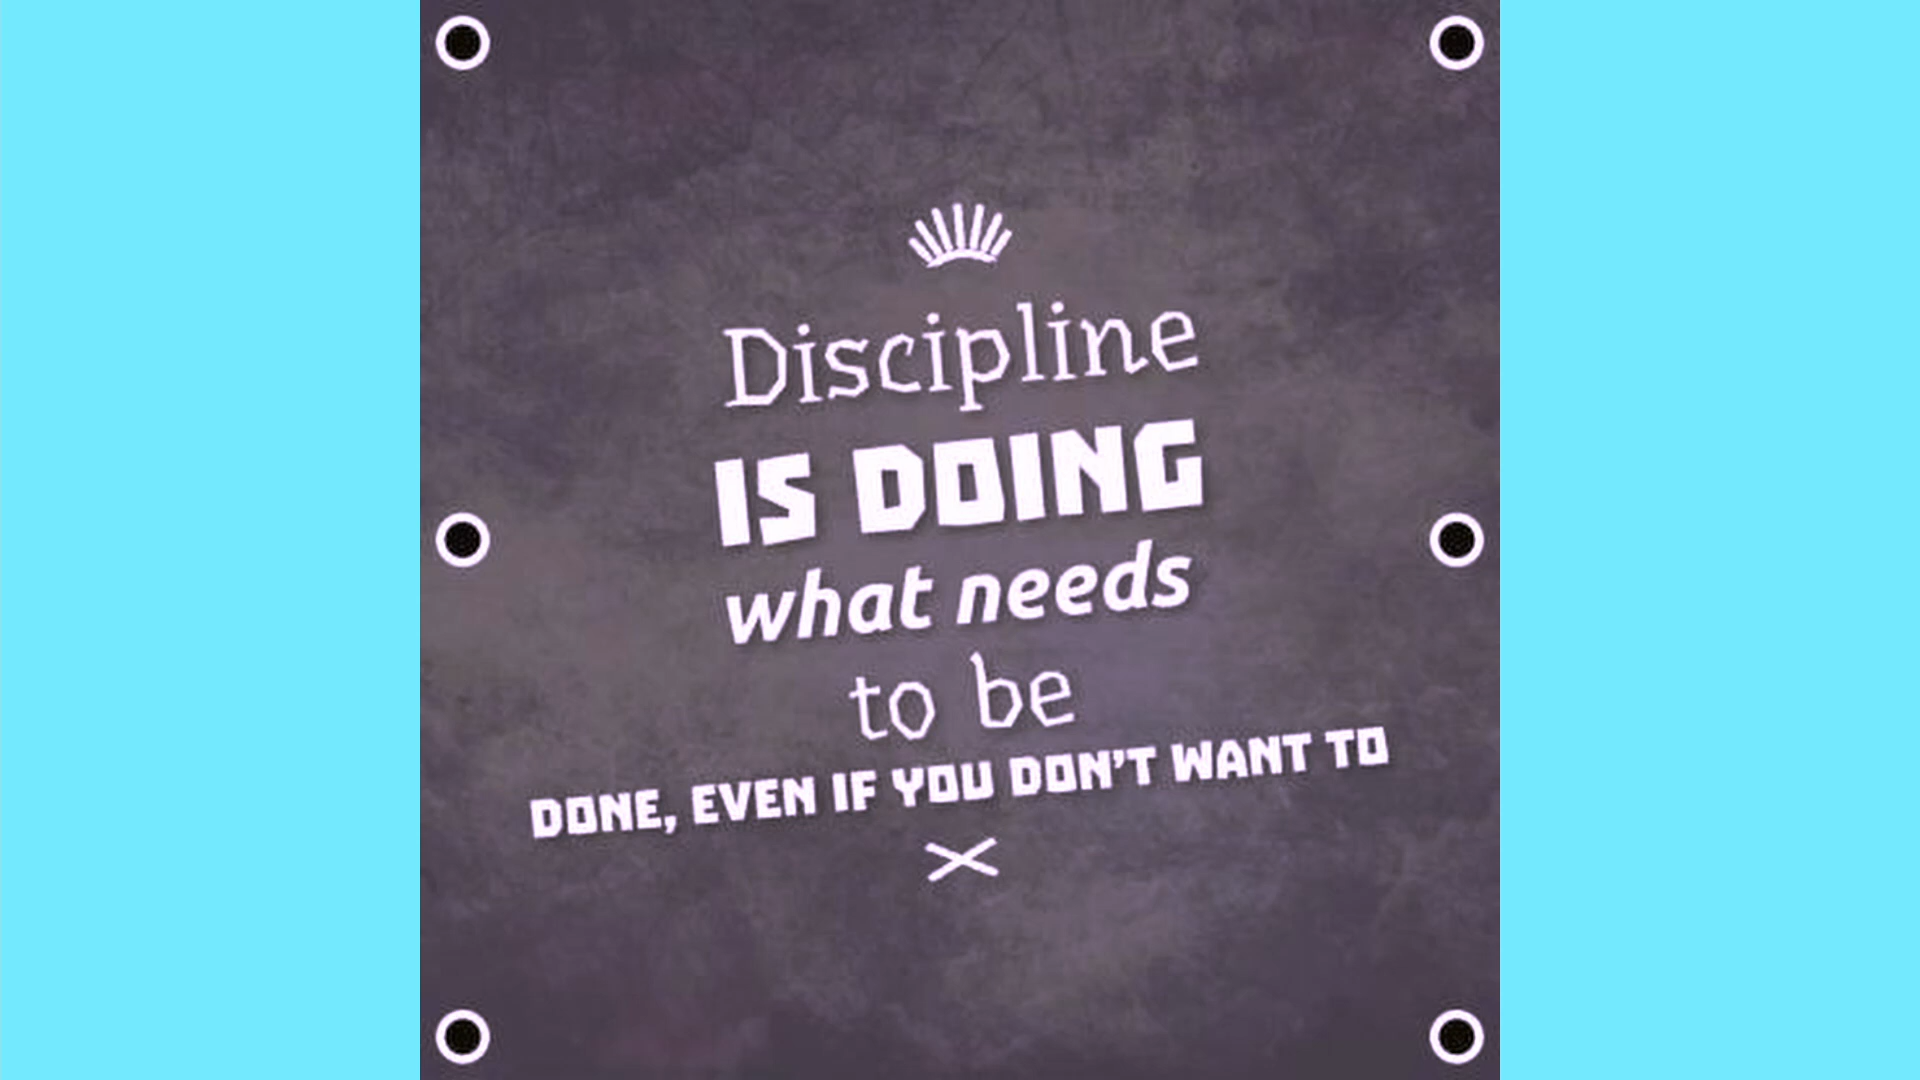 Discipline
IS DOING
what needs
to be
DONE, EVEN IF YOU DON'T WANT TO